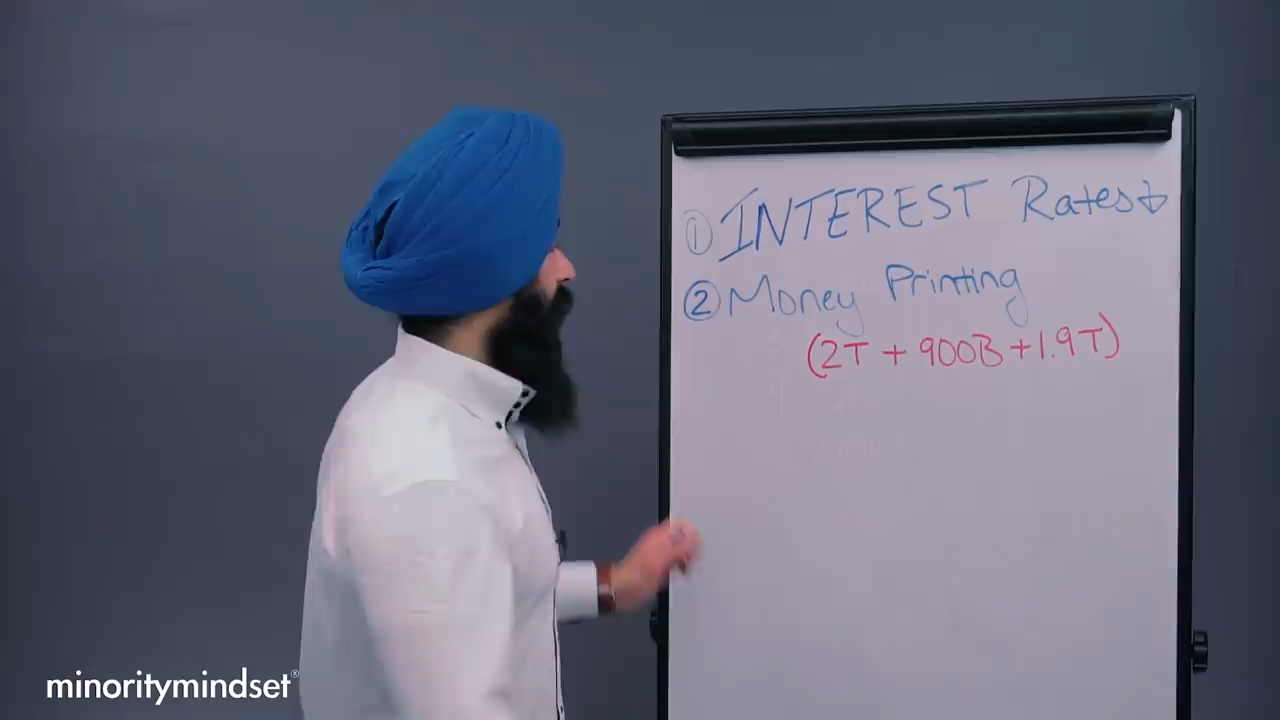 ① INTEREST Rates↓
② Money Printing
(2T + 900B + 1.9T)
minoritymindset®